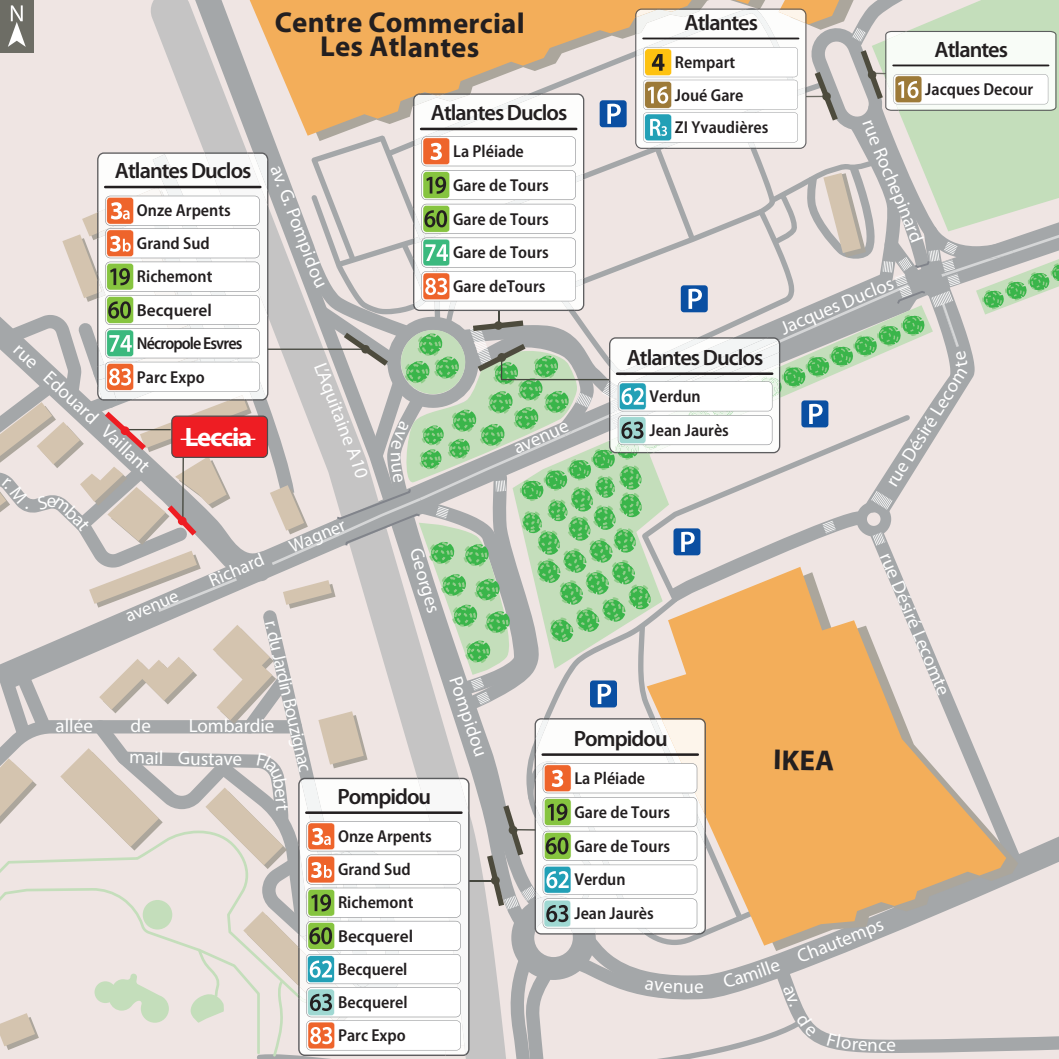 N
Centre Commercial
Les Atlantes
Atlantes
4 Rempart
16 Joué Gare
R3 ZI Yvaudières
Atlantes
16 Jacques Decour
Atlantes Duclos
3 La Pléiade
19 Gare de Tours
60 Gare de Tours
74 Gare de Tours
83 Gare deTours
Atlantes Duclos
3a Onze Arpents
3b Grand Sud
19 Richemont
60 Becquerel
74 Nécropole Esvres
83 Parc Expo
P
av. G. Pompidou
rue Rochepinard
P
Jacques Duclos
Atlantes Duclos
62 Verdun
63 Jean Jaurès
P
rue Edouard Vaillant
L'Aquitaine A10
Leccia
avenue
avenue
rue Désiré Lecomte
r. M. Sembat
P
avenue Richard Wagner
Georges Pompidou
rue Désiré Lecomte
r. du Jardin Bouzignac
P
allée de Lombardie
mail Gustave Flaubert
IKEA
Pompidou
3 La Pléiade
19 Gare de Tours
60 Gare de Tours
62 Verdun
63 Jean Jaurès
Pompidou
3a Onze Arpents
3b Grand Sud
19 Richemont
60 Becquerel
62 Becquerel
63 Becquerel
83 Parc Expo
avenue Camille Chautemps
av. de Florence